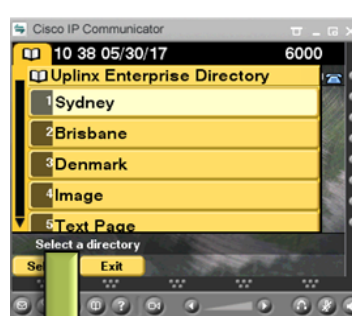 Cisco IP Communicator
10 38 05/30/17 6000
Uplinx Enterprise Directory
1 Sydney
2 Brisbane
3 Denmark
4 Image
5 Text Page
Select a directory
Exit